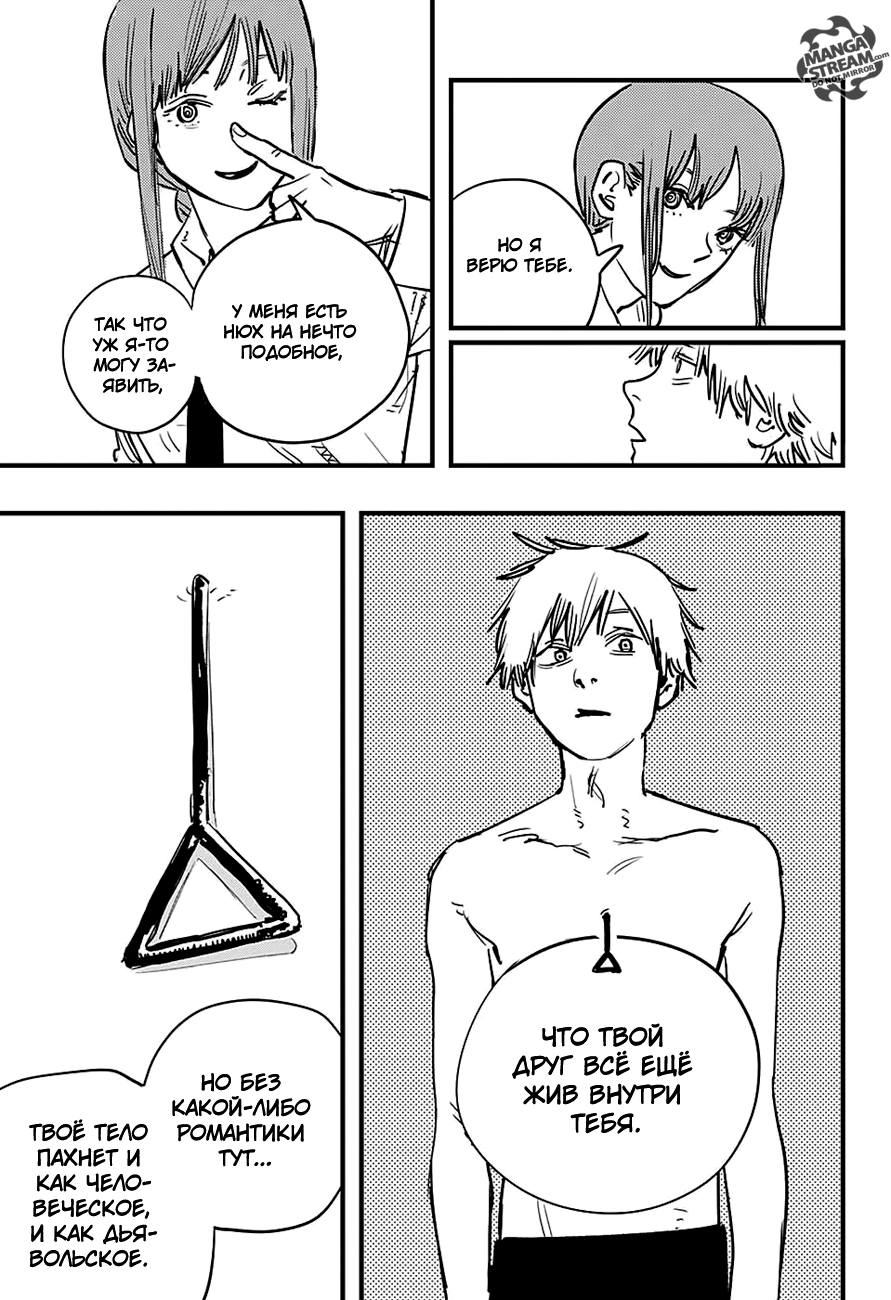 MANGA
STREAM.COM
DO NOT MIRROR
НО Я
ВЕРЮ ТЕБЕ.
У МЕНЯ ЕСТЬ
НЮХ НА НЕЧТО
ПОДОБНОЕ,
ТАК ЧТО
УЖ Я-ТО
МОГУ ЗА-
ЯВИТЬ,
ЧТО ТВОЙ
ДРУГ ВСЁ ЕЩЁ
ЖИВ ВНУТРИ
ТЕБЯ.
НО БЕЗ
КАКОЙ-ЛИБО
РОМАНТИКИ
ТУТ...
ТВОЁ ТЕЛО
ПАХНЕТ И
КАК ЧЕЛО-
ВЕЧЕСКОЕ,
И КАК ДЬЯ-
ВОЛЬСКОЕ.